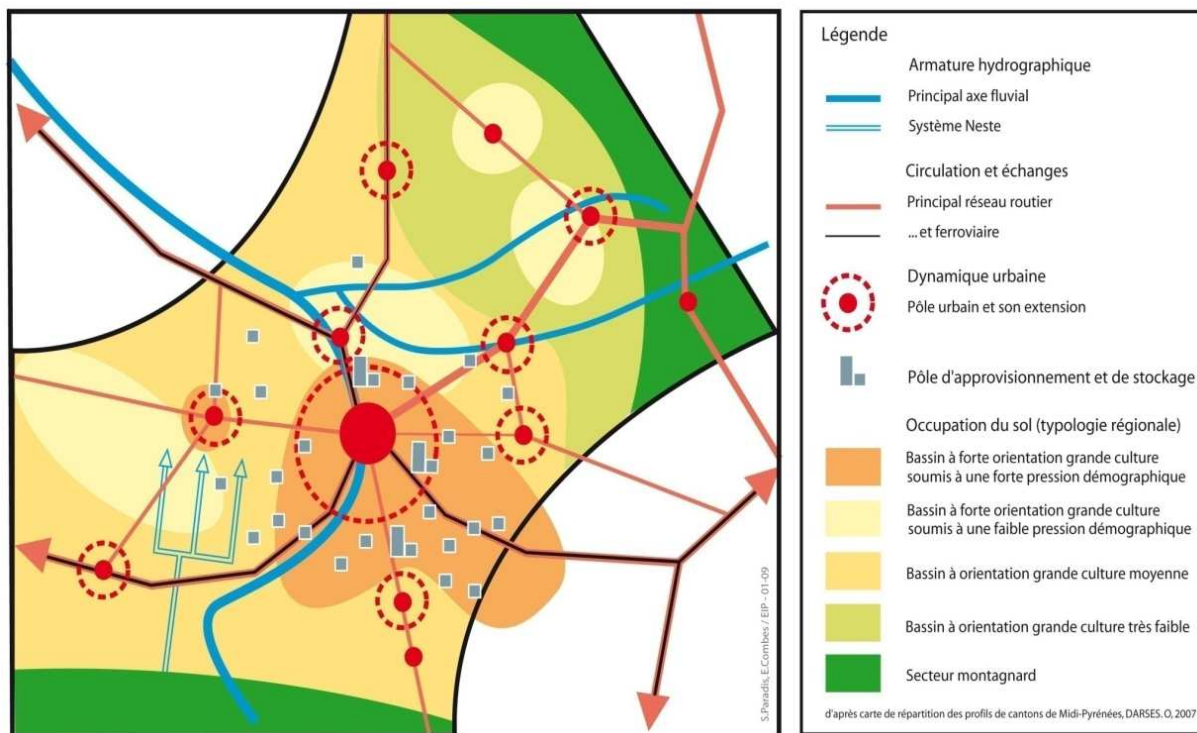 S.Paradis, E.Combes / EIP - 01-09
Légende
Armature hydrographique
Principal axe fluvial
Système Neste
Circulation et échanges
Principal réseau routier
... et ferroviaire
Dynamique urbaine
Pôle urbain et son extension
Pôle d'approvisionnement et de stockage
Occupation du sol (typologie régionale)
Bassin à forte orientation grande culture
soumis à une forte pression démographique
Bassin à forte orientation grande culture
soumis à une faible pression démographique
Bassin à orientation grande culture moyenne
Bassin à orientation grande culture très faible
Secteur montagnard
d'après carte de répartition des profils de cantons de Midi-Pyrénées, DARSES. O, 2007